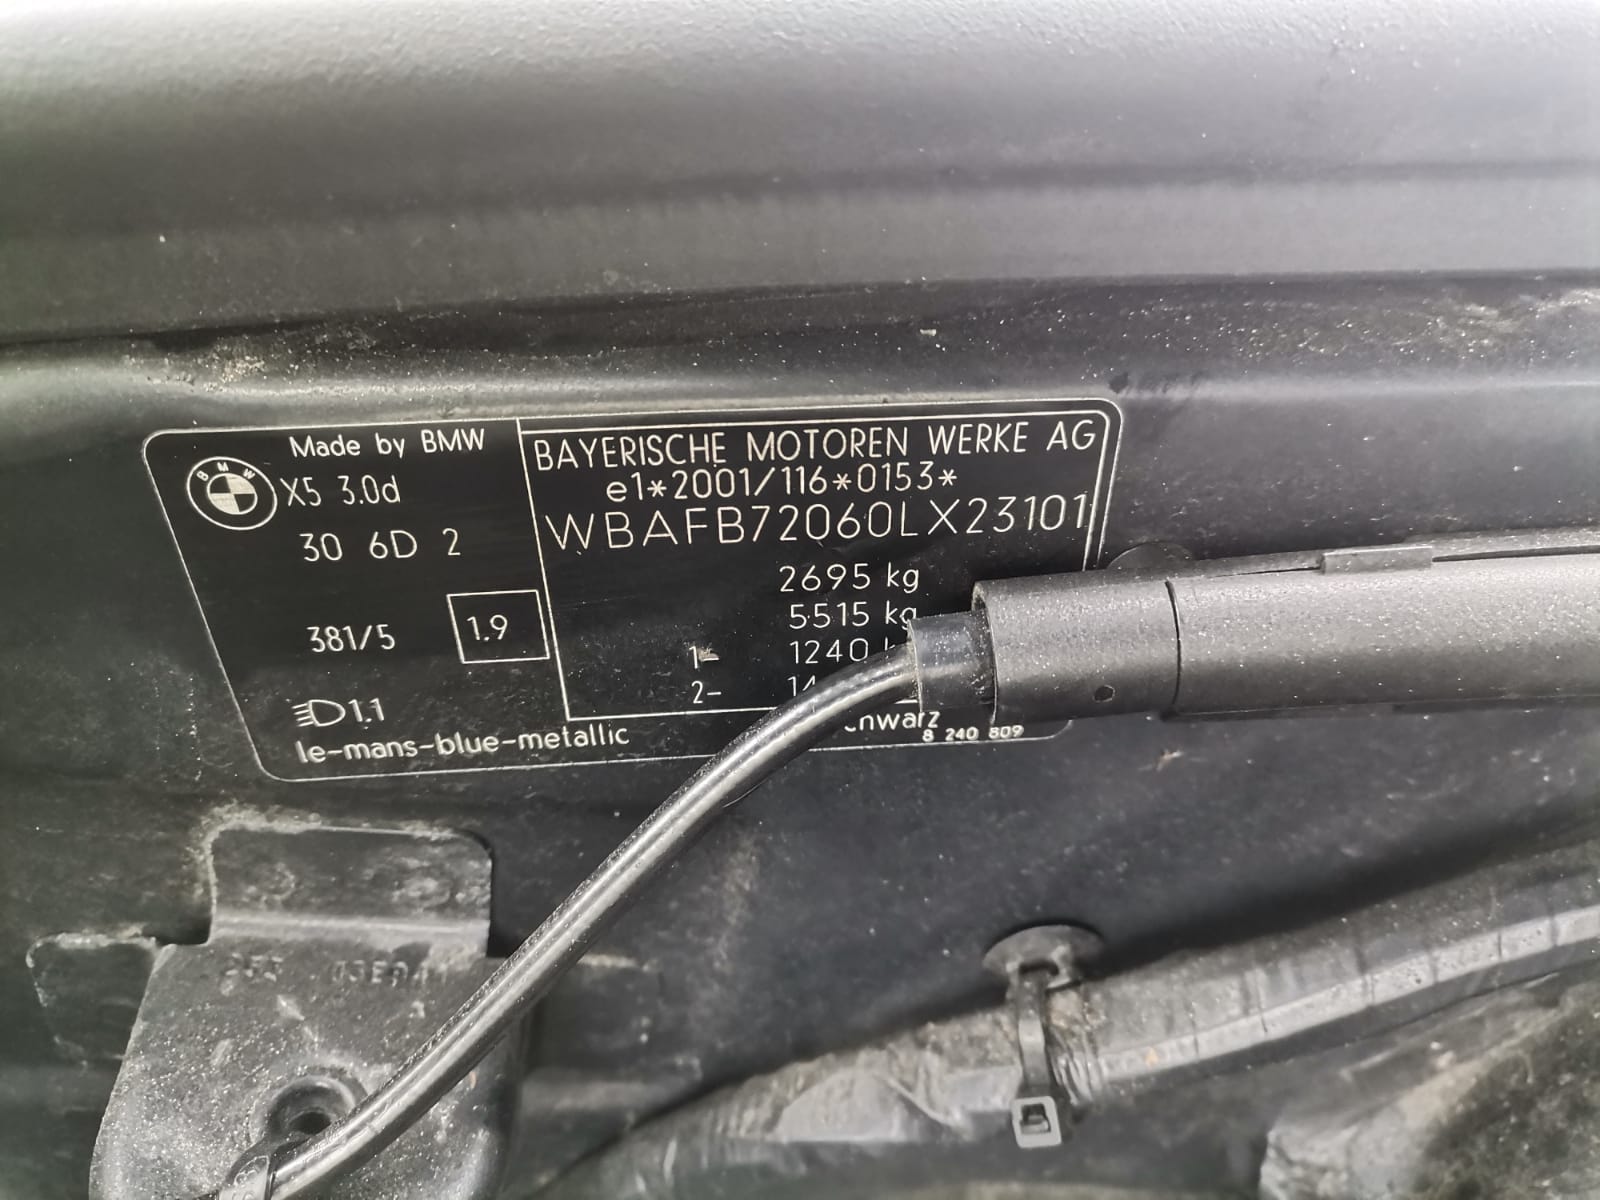 Made by BMW
BMW
X5 3.0d
30 6D 2
381/5
1.9
1.1
le-mans-blue-metallic
BAYERISCHE MOTOREN WERKE AG
e1*2001/116*0153*
WBAFB72060LX23101
2695 kg
5515 kg
1- 1240
2-
8 240 809